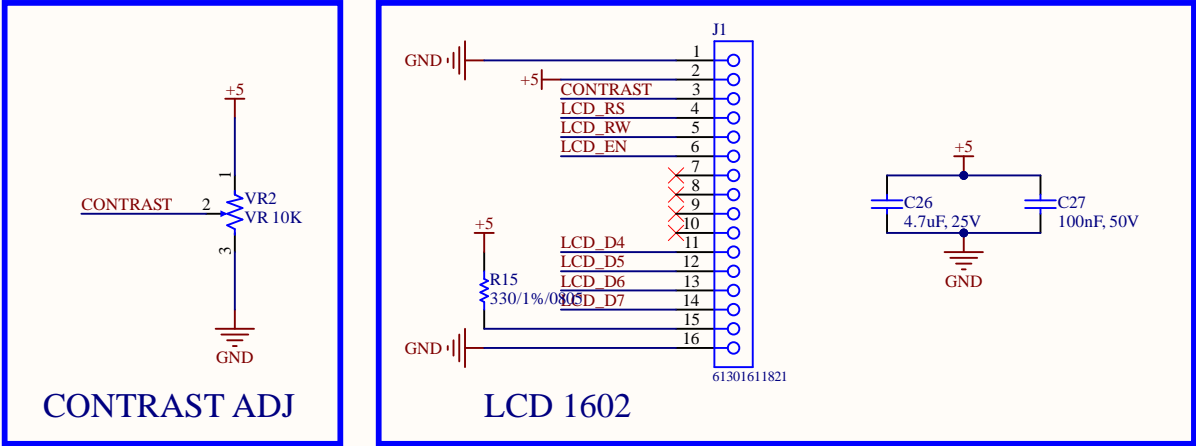 +5
1
CONTRAST
2
VR2
VR 10K
3
GND
CONTRAST ADJ
J1
GND
1
+5
2
CONTRAST
3
LCD_RS
4
LCD_RW
5
LCD_EN
6
7
8
9
10
+5
LCD_D4
11
LCD_D5
12
R15
LCD_D6
13
330/1%/0805
LCD_D7
14
15
GND
16
61301611821
LCD 1602
+5
C26
4.7uF, 25V
C27
100nF, 50V
GND